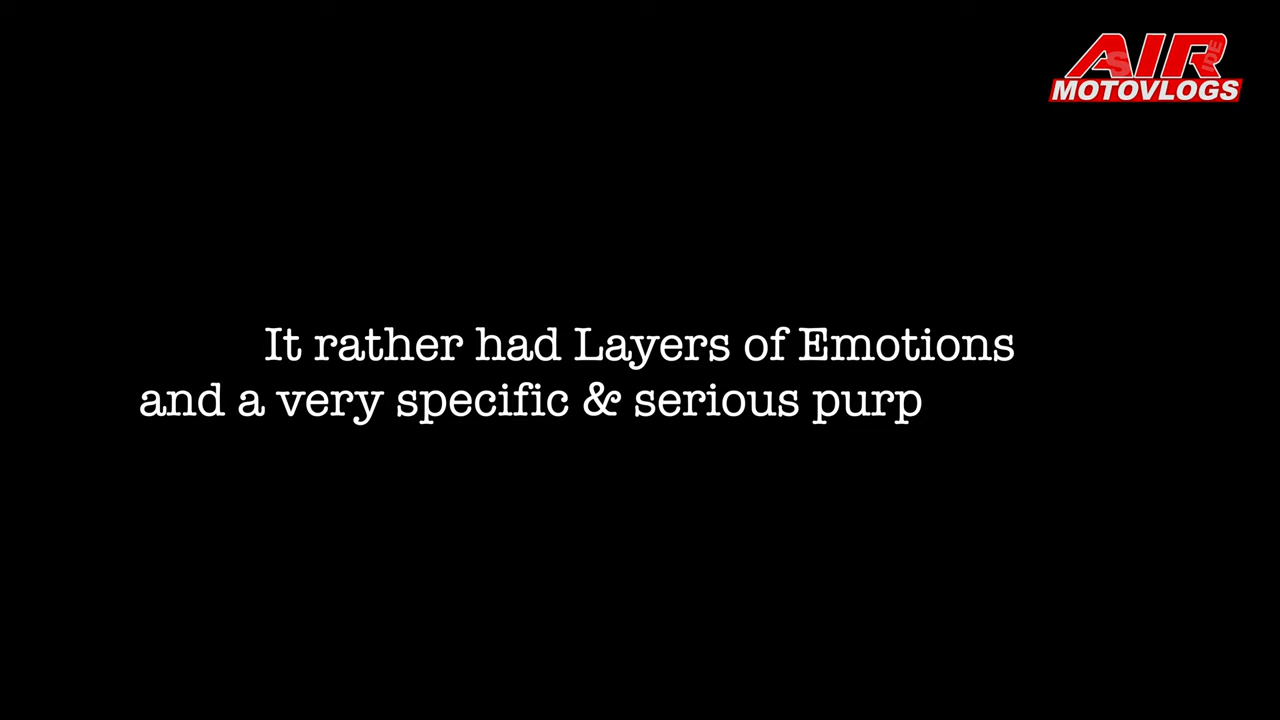 AIR
MOTOVLOGS
It rather had Layers of Emotions
and a very specific & serious purp